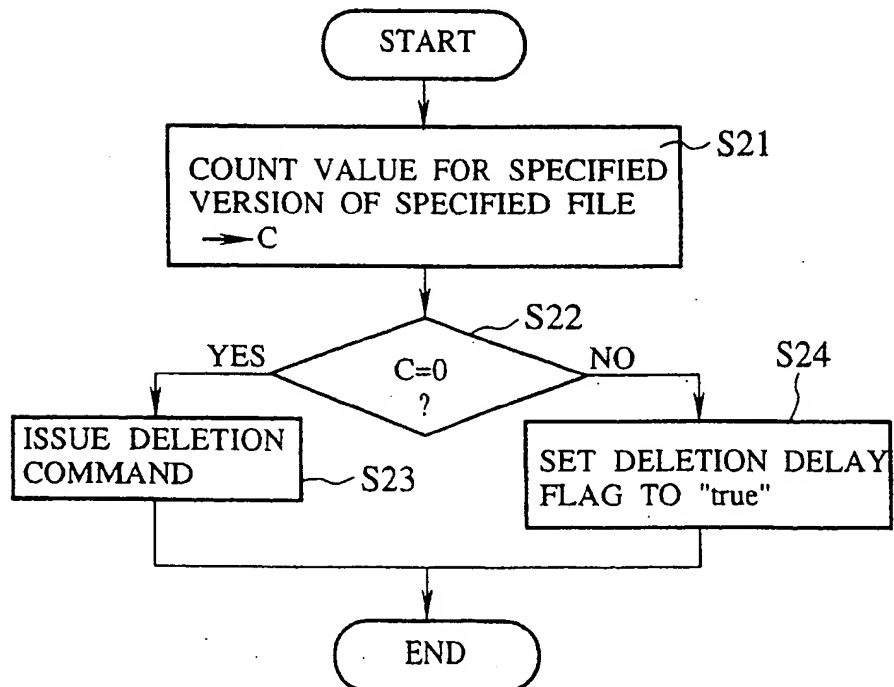 START
S21
COUNT VALUE FOR SPECIFIED
VERSION OF SPECIFIED FILE
→ C
S22
YES
C=0
?
NO
S24
ISSUE DELETION
COMMAND
S23
SET DELETION DELAY
FLAG TO "true"
END